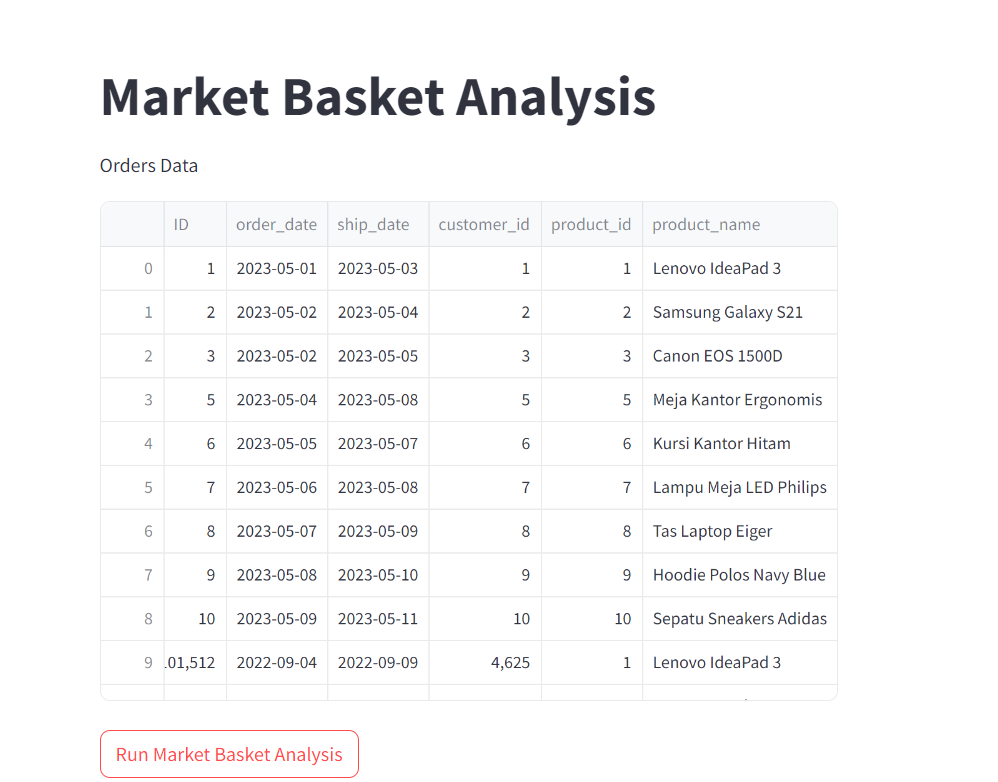 Market Basket Analysis
Orders Data
ID order_date ship_date customer_id product_id product_name
0 1 2023-05-01 2023-05-03 1 1 Lenovo IdeaPad 3
1 2 2023-05-02 2023-05-04 2 2 Samsung Galaxy S21
2 3 2023-05-02 2023-05-05 3 3 Canon EOS 1500D
3 5 2023-05-04 2023-05-08 5 5 Meja Kantor Ergonomis
4 6 2023-05-05 2023-05-07 6 6 Kursi Kantor Hitam
5 7 2023-05-06 2023-05-08 7 7 Lampu Meja LED Philips
6 8 2023-05-07 2023-05-09 8 8 Tas Laptop Eiger
7 9 2023-05-08 2023-05-10 9 9 Hoodie Polos Navy Blue
8 10 2023-05-09 2023-05-11 10 10 Sepatu Sneakers Adidas
9 01,512 2022-09-04 2022-09-09 4,625 1 Lenovo IdeaPad 3
Run Market Basket Analysis